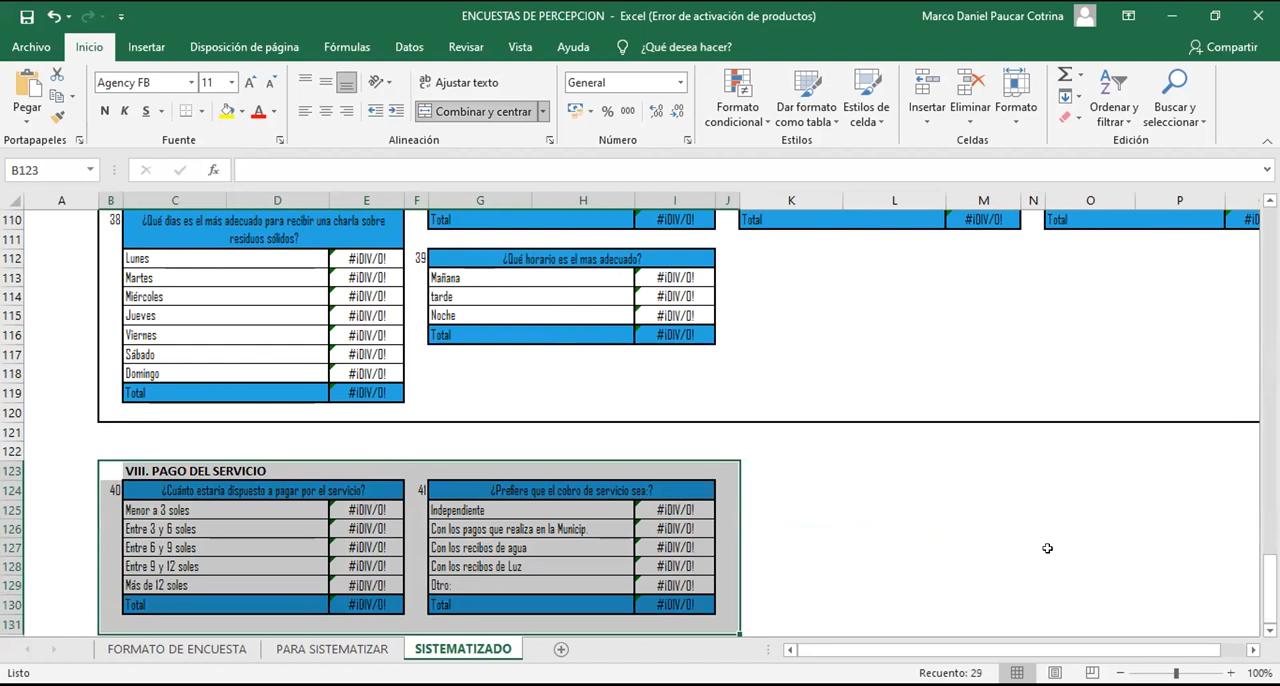 ENCUESTAS DE PERCEPCION - Excel (Error de activación de productos)
Marco Daniel Paucar Cotrina
Archivo Inicio Insertar Disposición de página Fórmulas Datos Revisar Vista Ayuda ¿Qué desea hacer? Compartir
Pegar
Agency FB 11
N K S
Ajustar texto
Combinar y centrar
General
% 000
Formato condicional
Dar formato como tabla
Estilos de celda
Insertar Eliminar Formato
Ordenar y filtrar
Buscar y seleccionar
Portapapeles Fuente Alineación Número Estilos Celdas Edición
B123 fx
A B C D E F G H I J K L M N O P
110 38 ¿Qué días es el más adecuado para recibir una charla sobre Total #¡DIV/0! Total #¡DIV/0! Total #¡DI
111 residuos sólidos?
112 Lunes #¡DIV/0! 39 ¿Qué horario es el mas adecuado?
113 Martes #¡DIV/0! Mañana #¡DIV/0!
114 Miércoles #¡DIV/0! tarde #¡DIV/0!
115 Jueves #¡DIV/0! Noche #¡DIV/0!
116 Viernes #¡DIV/0! Total #¡DIV/0!
117 Sábado #¡DIV/0!
118 Domingo #¡DIV/0!
119 Total #¡DIV/0!
120
121
122
123 VIII. PAGO DEL SERVICIO
124 40 ¿Cuánto estaría dispuesto a pagar por el servicio? 41 ¿Prefiere que el cobro de servicio sea:?
125 Menor a 3 soles #¡DIV/0! Independiente #¡DIV/0!
126 Entre 3 y 6 soles #¡DIV/0! Con los pagos que realiza en la Municip. #¡DIV/0!
127 Entre 6 y 9 soles #¡DIV/0! Con los recibos de agua #¡DIV/0!
128 Entre 9 y 12 soles #¡DIV/0! Con los recibos de Luz #¡DIV/0!
129 Más de 12 soles #¡DIV/0! Otro: #¡DIV/0!
130 Total #¡DIV/0! Total #¡DIV/0!
131
FORMATO DE ENCUESTA PARA SISTEMATIZAR SISTEMATIZADO
Listo Recuento: 29 100%